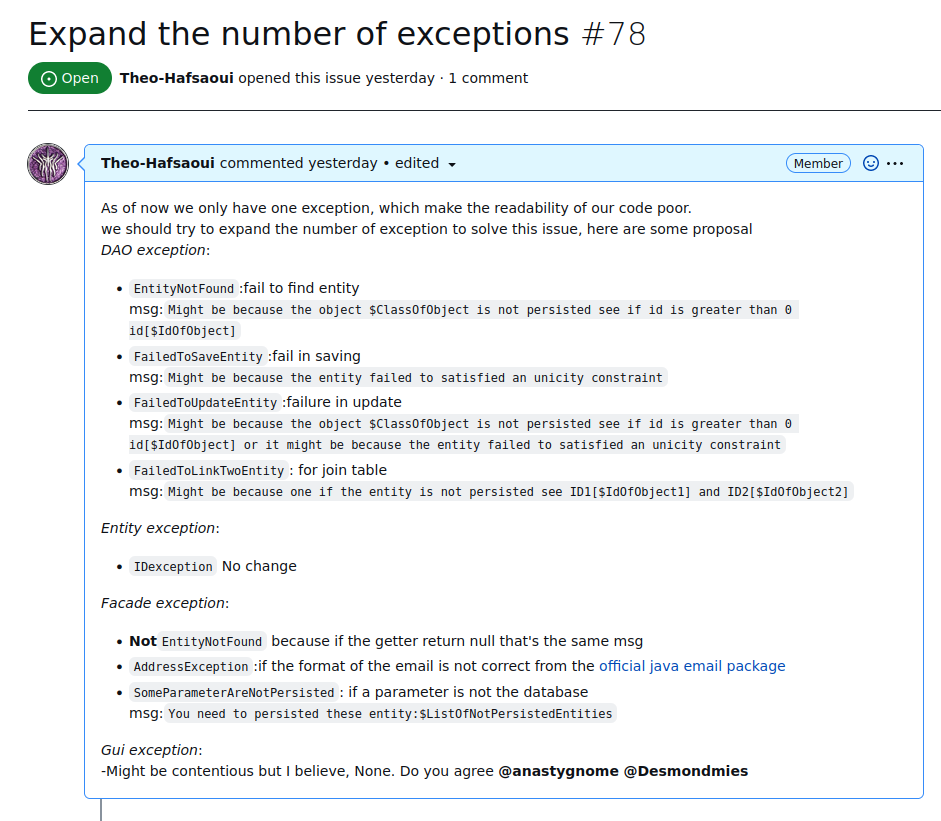 Expand the number of exceptions #78
Open Theo-Hafsaoui opened this issue yesterday · 1 comment
Theo-Hafsaoui commented yesterday • edited Member
As of now we only have one exception, which make the readability of our code poor.
we should try to expand the number of exception to solve this issue, here are some proposal
DAO exception:
• EntityNotFound :fail to find entity
msg: Might be because the object $ClassOfObject is not persisted see if id is greater than 0
id[$IdOfObject]
• FailedToSaveEntity :fail in saving
msg: Might be because the entity failed to satisfied an unicity constraint
• FailedToUpdateEntity :failure in update
msg: Might be because the object $ClassOfObject is not persisted see if id is greater than 0
id[$IdOfObject] or it might be because the entity failed to satisfied an unicity constraint
• FailedToLinkTwoEntity : for join table
msg: Might be because one if the entity is not persisted see ID1[$IdOfObject1] and ID2[$IdOfObject2]
Entity exception:
• IDexception No change
Facade exception:
• Not EntityNotFound because if the getter return null that's the same msg
• AddressException :if the format of the email is not correct from the official java email package
• SomeParameterAreNotPersisted : if a parameter is not the database
msg: You need to persisted these entity:$ListOfNotPersistedEntities
Gui exception:
-Might be contentious but I believe, None. Do you agree @anastygnome @Desmondmies